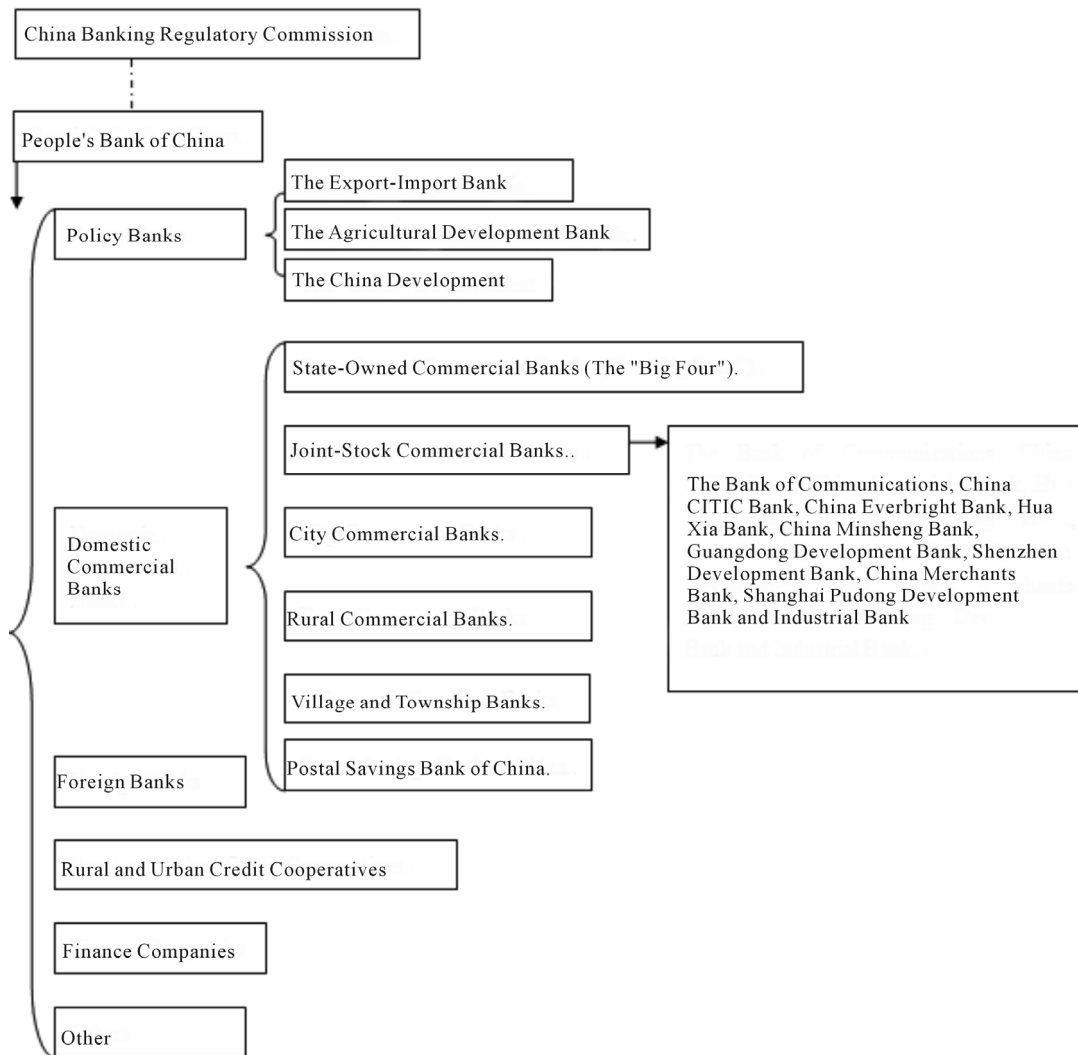 China Banking Regulatory Commission
People's Bank of China
The Export-Import Bank
Policy Banks
The Agricultural Development Bank
The China Development
State-Owned Commercial Banks (The "Big Four").
Joint-Stock Commercial Banks..
The Bank of Communications, China
CITIC Bank, China Everbright Bank, Hua
Xia Bank, China Minsheng Bank,
Guangdong Development Bank, Shenzhen
Development Bank, China Merchants
Bank, Shanghai Pudong Development
Bank and Industrial Bank
City Commercial Banks.
Domestic
Commercial
Banks
Rural Commercial Banks.
Village and Township Banks.
Postal Savings Bank of China.
Foreign Banks
Rural and Urban Credit Cooperatives
Finance Companies
Other